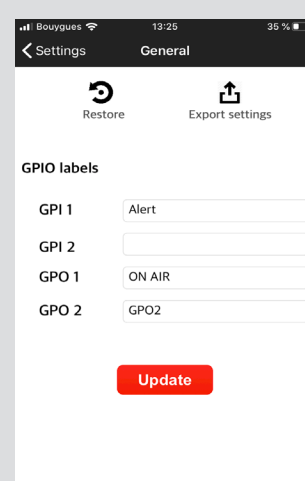 Bouygues 13:25 35 %
Settings General
Restore Export settings
GPIO labels
GPI 1 Alert
GPI 2
GPO 1 ON AIR
GPO 2 GPO2
Update